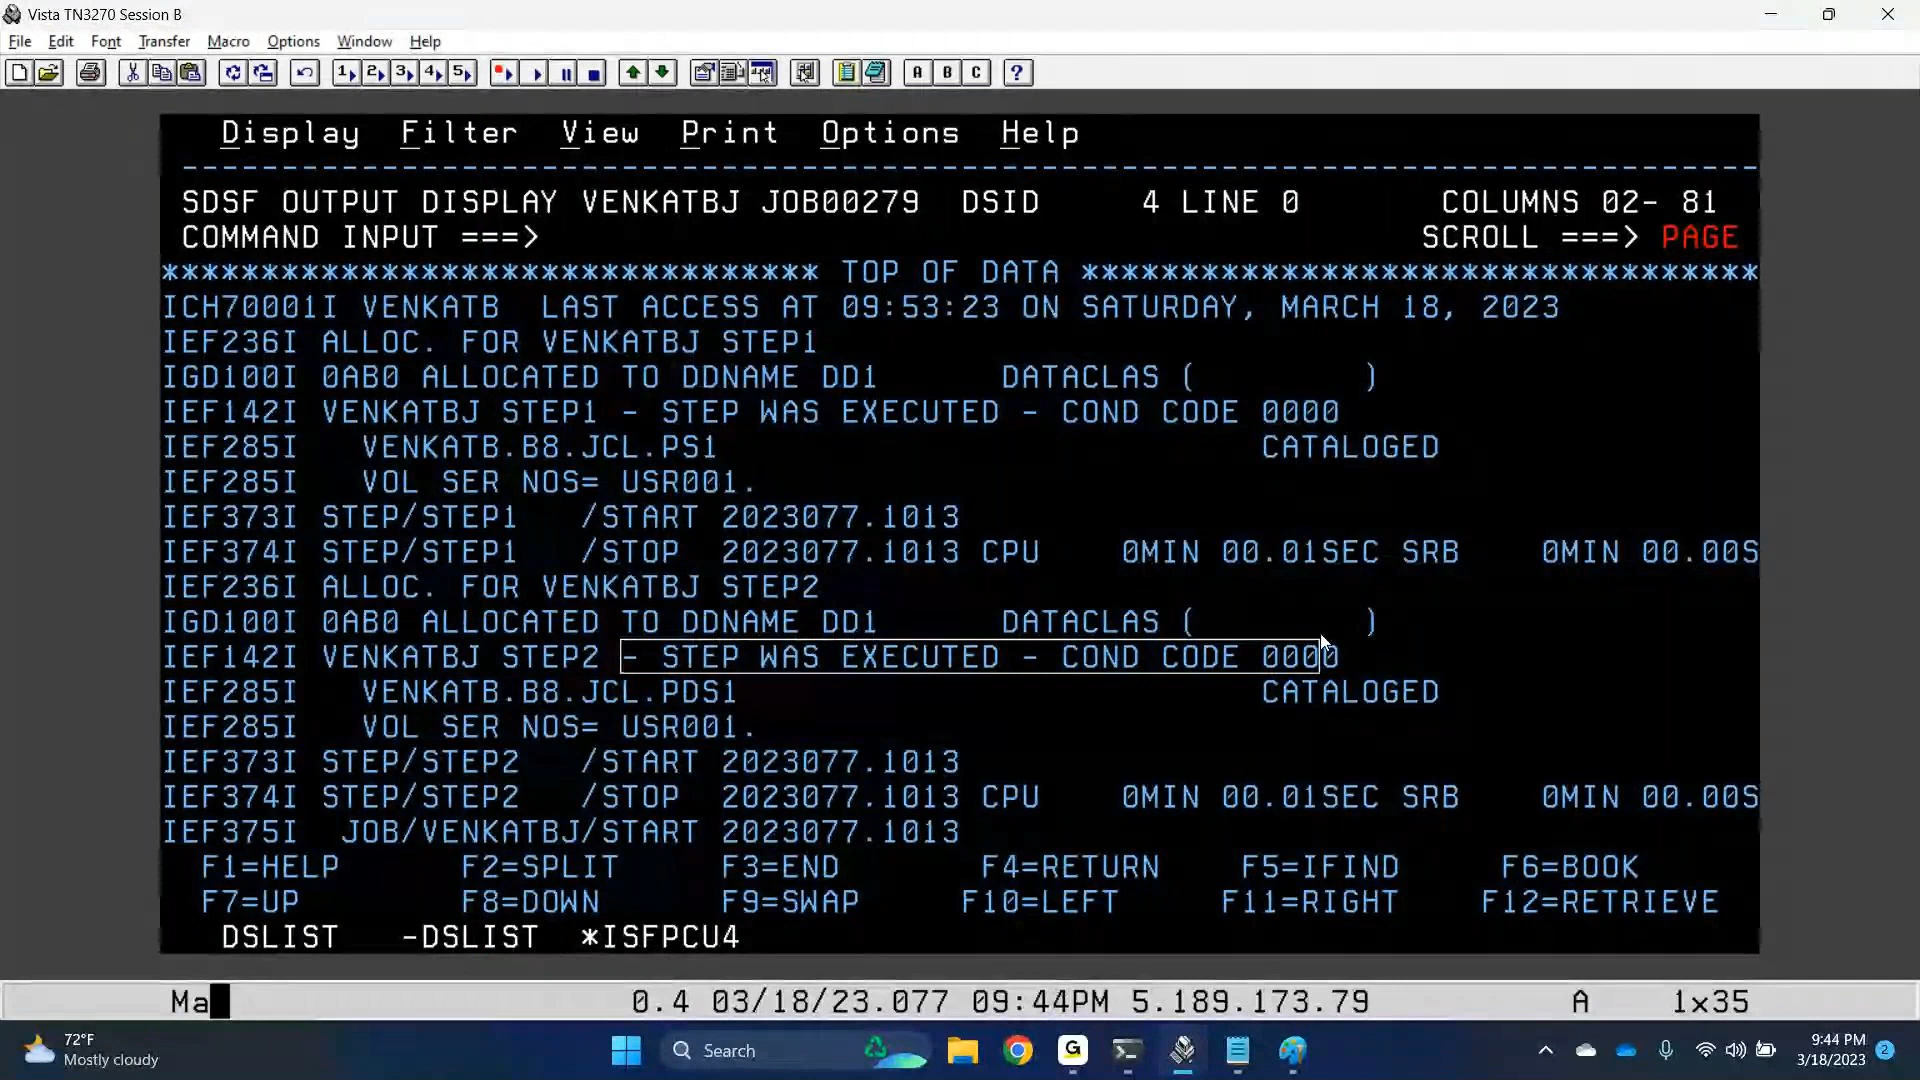 Vista TN3270 Session B
File Edit Font Transfer Macro Options Window Help
1 2 3 4 5 A B C ?
Display Filter View Print Options Help
-------------------------------------------------------------------------------
SDSF OUTPUT DISPLAY VENKATBJ JOB00279 DSID 4 LINE 0 COLUMNS 02- 81
COMMAND INPUT ===> SCROLL ===> PAGE
********************************* TOP OF DATA **********************************
ICH70001I VENKATB LAST ACCESS AT 09:53:23 ON SATURDAY, MARCH 18, 2023
IEF236I ALLOC. FOR VENKATBJ STEP1
IGD100I 0AB0 ALLOCATED TO DDNAME DD1 DATACLAS ( )
IEF142I VENKATBJ STEP1 - STEP WAS EXECUTED - COND CODE 0000
IEF285I VENKATB.B8.JCL.PS1 CATALOGED
IEF285I VOL SER NOS= USR001.
IEF373I STEP/STEP1 /START 2023077.1013
IEF374I STEP/STEP1 /STOP 2023077.1013 CPU 0MIN 00.01SEC SRB 0MIN 00.00S
IEF236I ALLOC. FOR VENKATBJ STEP2
IGD100I 0AB0 ALLOCATED TO DDNAME DD1 DATACLAS ( )
IEF142I VENKATBJ STEP2 - STEP WAS EXECUTED - COND CODE 0000
IEF285I VENKATB.B8.JCL.PDS1 CATALOGED
IEF285I VOL SER NOS= USR001.
IEF373I STEP/STEP2 /START 2023077.1013
IEF374I STEP/STEP2 /STOP 2023077.1013 CPU 0MIN 00.01SEC SRB 0MIN 00.00S
IEF375I JOB/VENKATBJ/START 2023077.1013
F1=HELP F2=SPLIT F3=END F4=RETURN F5=IFIND F6=BOOK
F7=UP F8=DOWN F9=SWAP F10=LEFT F11=RIGHT F12=RETRIEVE
DSLIST -DSLIST *ISFPCU4
Ma 0.4 03/18/23.077 09:44PM 5.189.173.79 A 1x35
72°F
Mostly cloudy
Search
G
9:44 PM
3/18/2023
2